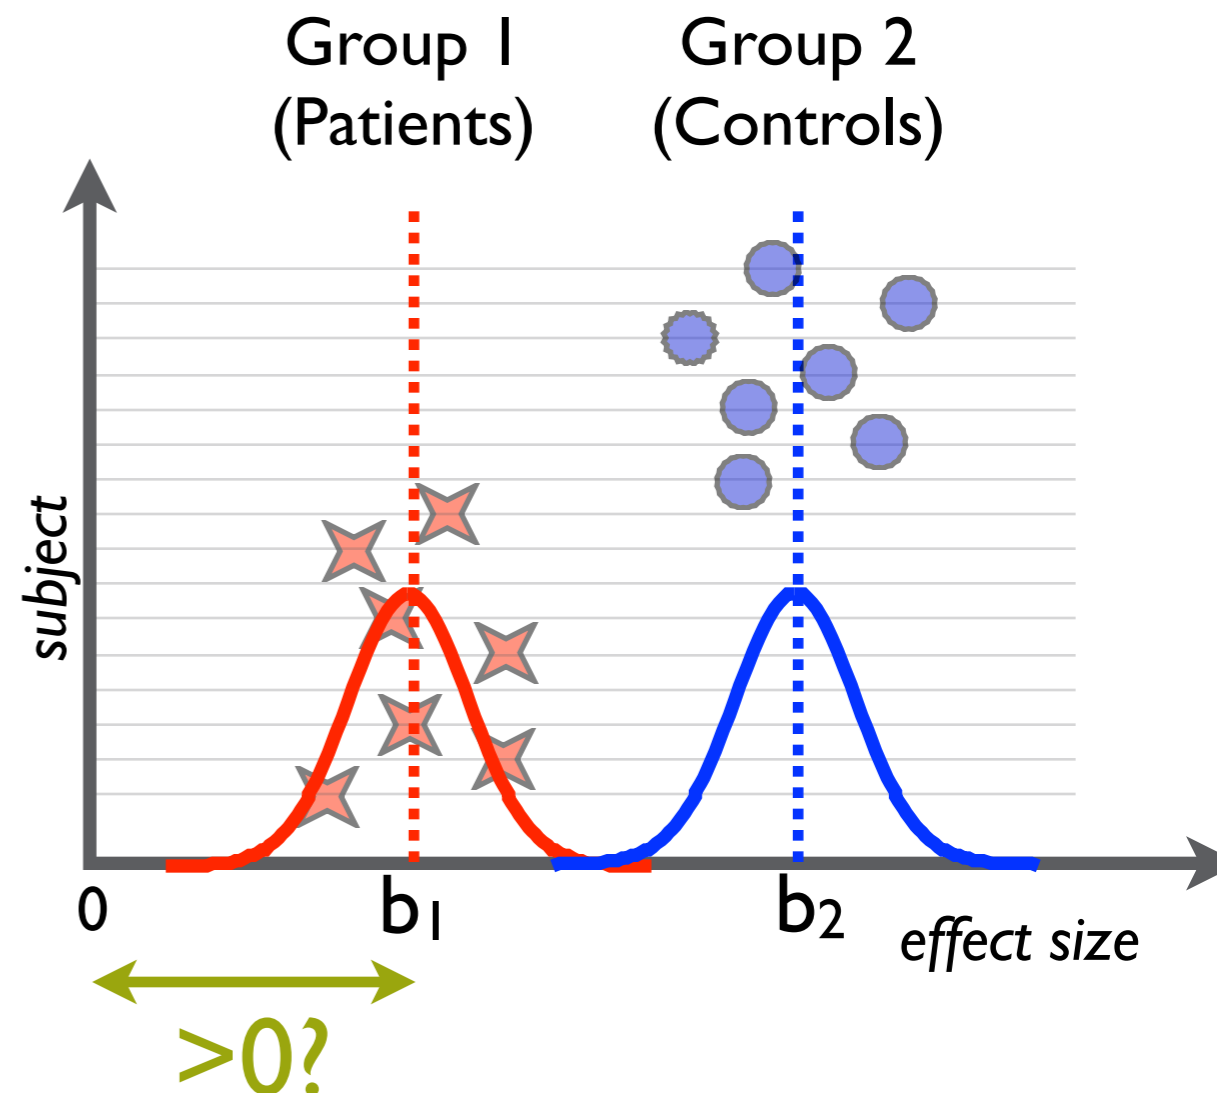 Group 1
(Patients)
Group 2
(Controls)
subject
0
b1
b2
effect size
>0?